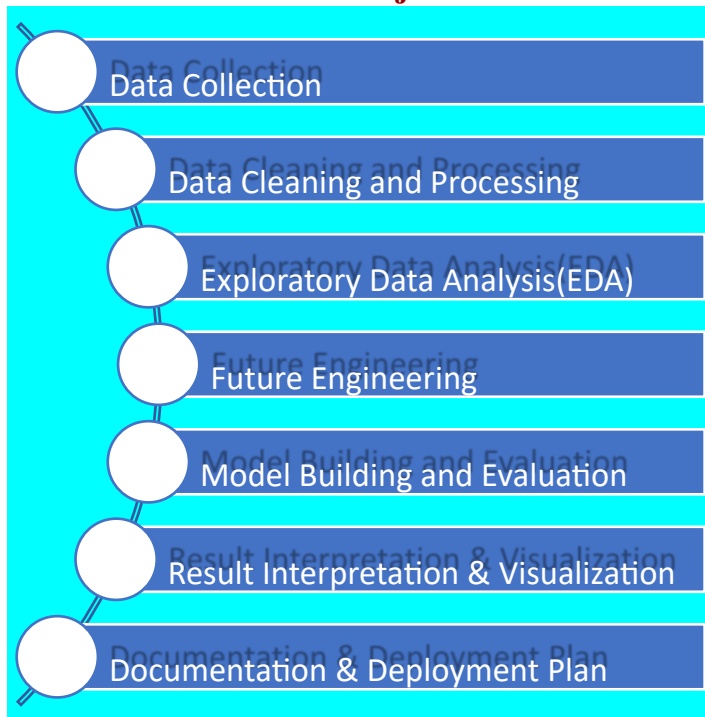 Data Collection
Data Cleaning and Processing
Exploratory Data Analysis(EDA)
Future Engineering
Model Building and Evaluation
Result Interpretation & Visualization
Documentation & Deployment Plan